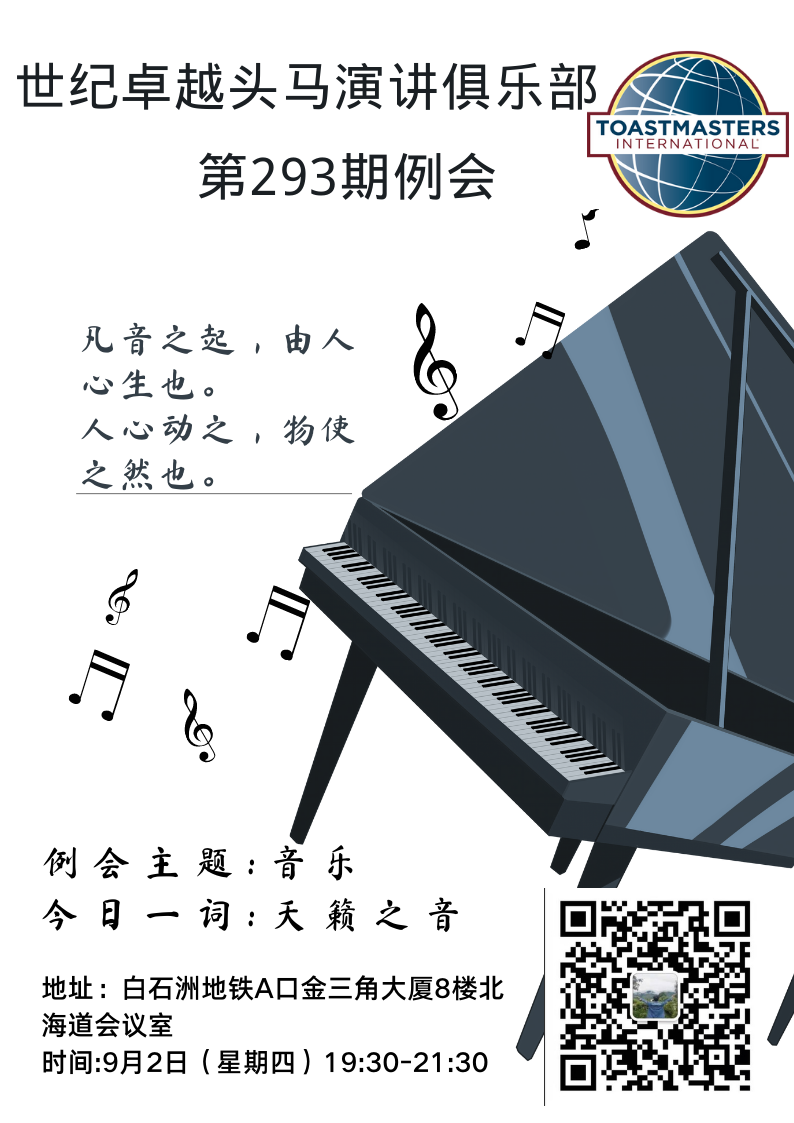 世纪卓越头马演讲俱乐部
TOASTMASTERS
INTERNATIONAL
第293期例会
凡音之起，由人
心生也。
人心动之，物使
之然也。
例会主题:音乐
今日一词:天籁之音
地址：白石洲地铁A口金三角大厦8楼北
海道会议室
时间:9月2日（星期四）19:30-21:30